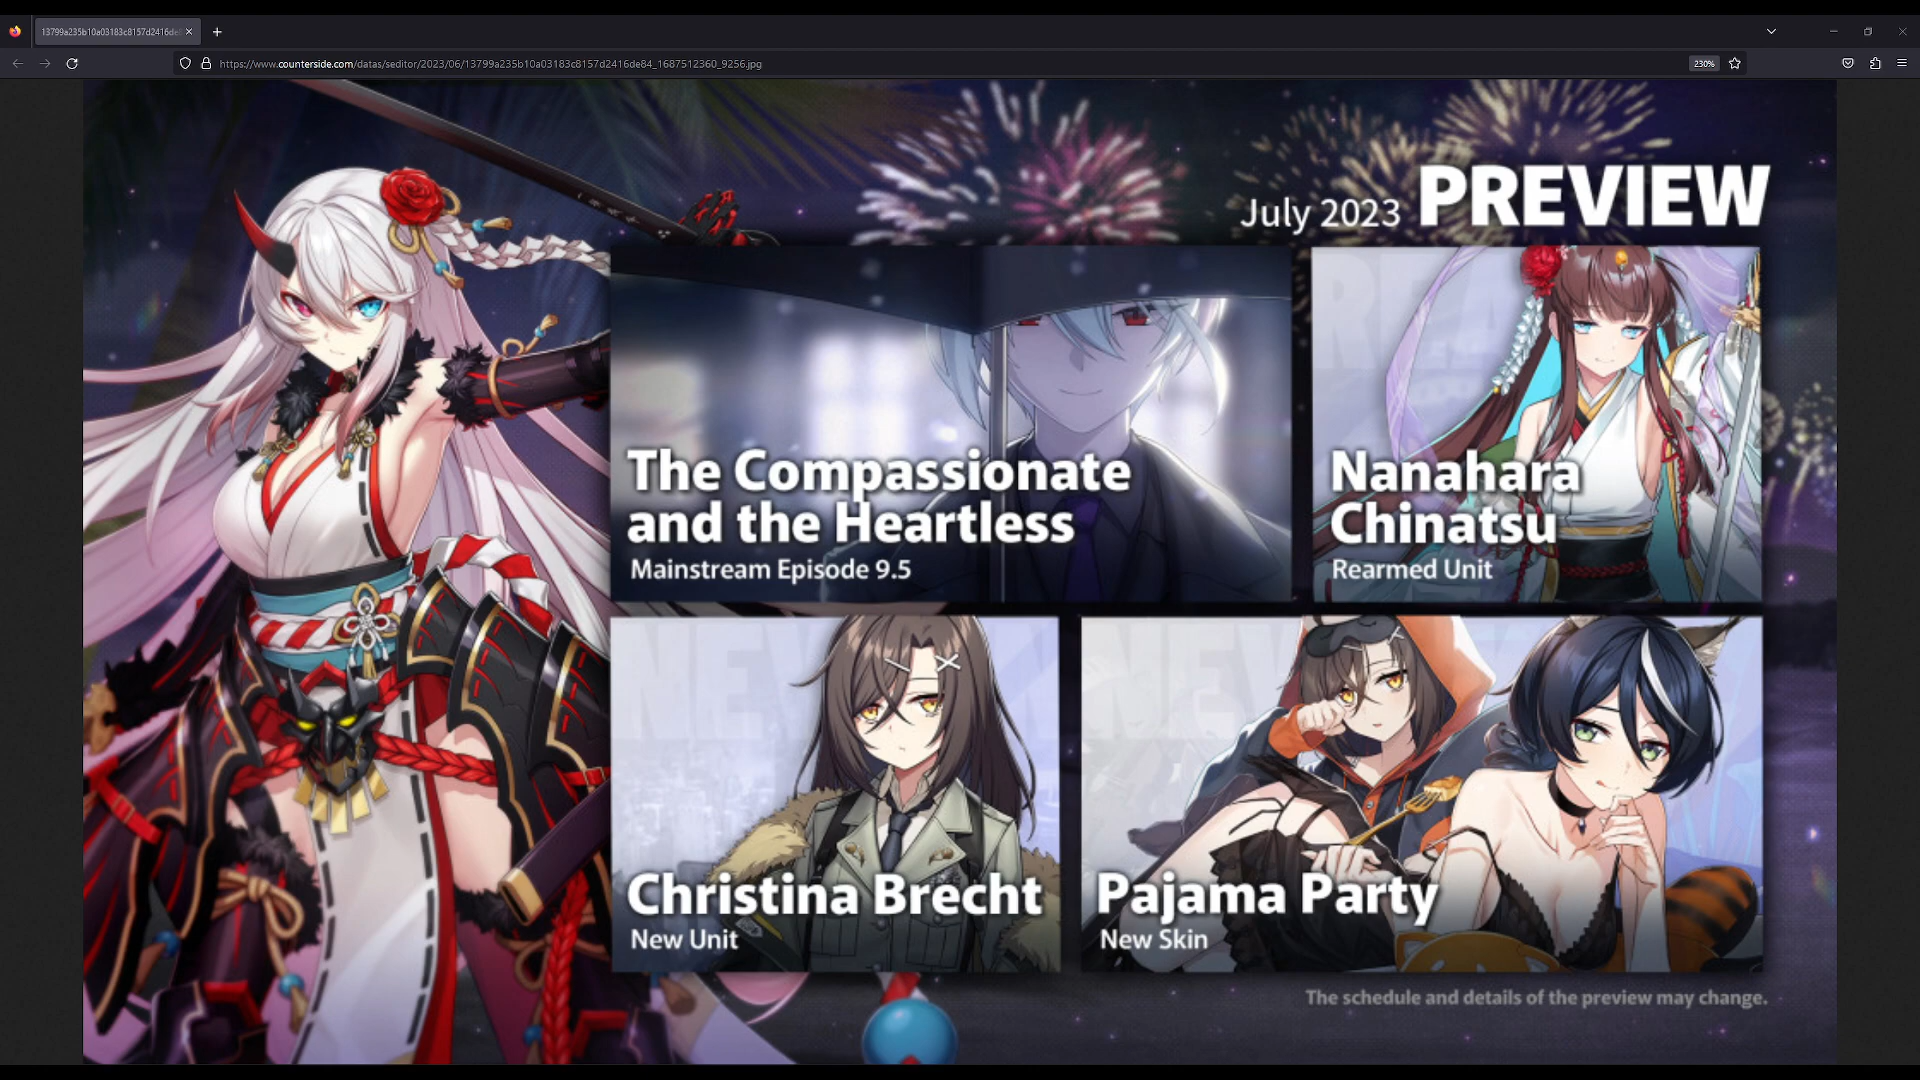 13799a235b10a03183c8157d2416de
https://www.counterside.com/datas/seditor/2023/06/13799a235b10a03183c8157d2416de84_1687512360_9256.jpg
230%
July 2023 PREVIEW
The Compassionate
and the Heartless
Mainstream Episode 9.5
Nanahara
Chinatsu
Rearmed Unit
NEW
Christina Brecht
New Unit
NEW
Pajama Party
New Skin
The schedule and details of the preview may change.